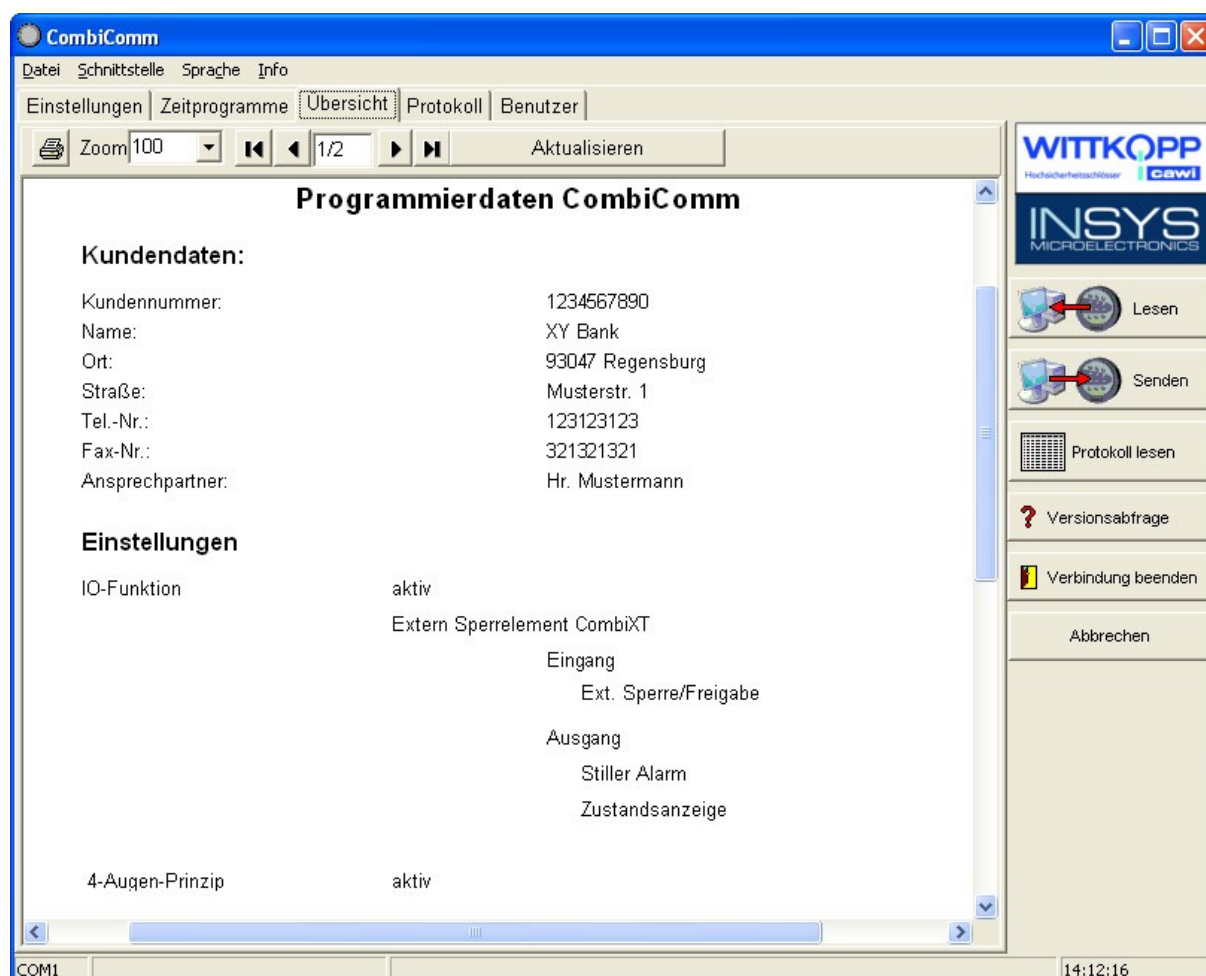 CombiComm
Datei Schnittstelle Sprache Info
Einstellungen Zeitprogramme Übersicht Protokoll Benutzer
Zoom 100 1/2 Aktualisieren
Programmierdaten CombiComm
Kundendaten:
Kundennummer: 1234567890
Name: XY Bank
Ort: 93047 Regensburg
Straße: Musterstr. 1
Tel.-Nr.: 123123123
Fax-Nr.: 321321321
Ansprechpartner: Hr. Mustermann
Einstellungen
IO-Funktion aktiv
Extern Sperrelement CombiXT
Eingang
Ext. Sperre/Freigabe
Ausgang
Stiller Alarm
Zustandsanzeige
4-Augen-Prinzip aktiv
WITTKOPP
Hochsicherheitsschlösser cawi
INSYS
MICROELECTRONICS
Lesen
Senden
Protokoll lesen
? Versionsabfrage
Verbindung beenden
Abbrechen
COM1 14:12:16